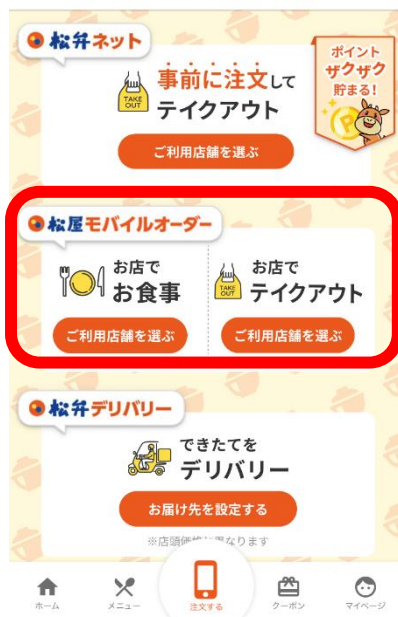 松弁ネット
ポイント
ザクザク
貯まる!
事前に注文して
TAKE
OUT
テイクアウト
ご利用店舗を選ぶ
松屋モバイルオーダー
お店で
お食事
ご利用店舗を選ぶ
お店で
TAKE
OUT
テイクアウト
ご利用店舗を選ぶ
松弁デリバリー
できたてを
デリバリー
お届け先を設定する
※店頭価格と異なります
ホーム
メニュー
注文する
クーポン
マイページ